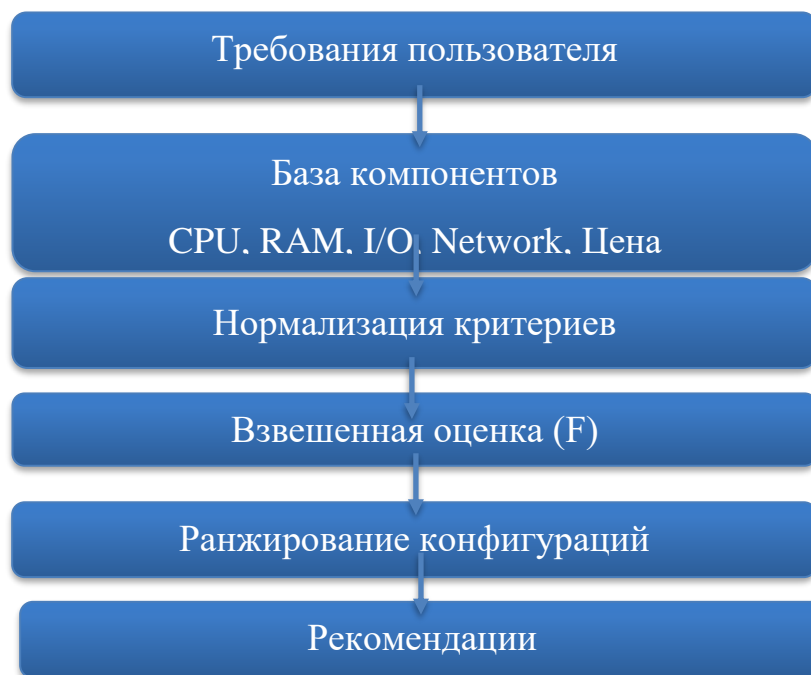 Требования пользователя
База компонентов
CPU, RAM, I/O, Network, Цена
Нормализация критериев
Взвешенная оценка (F)
Ранжирование конфигураций
Рекомендации